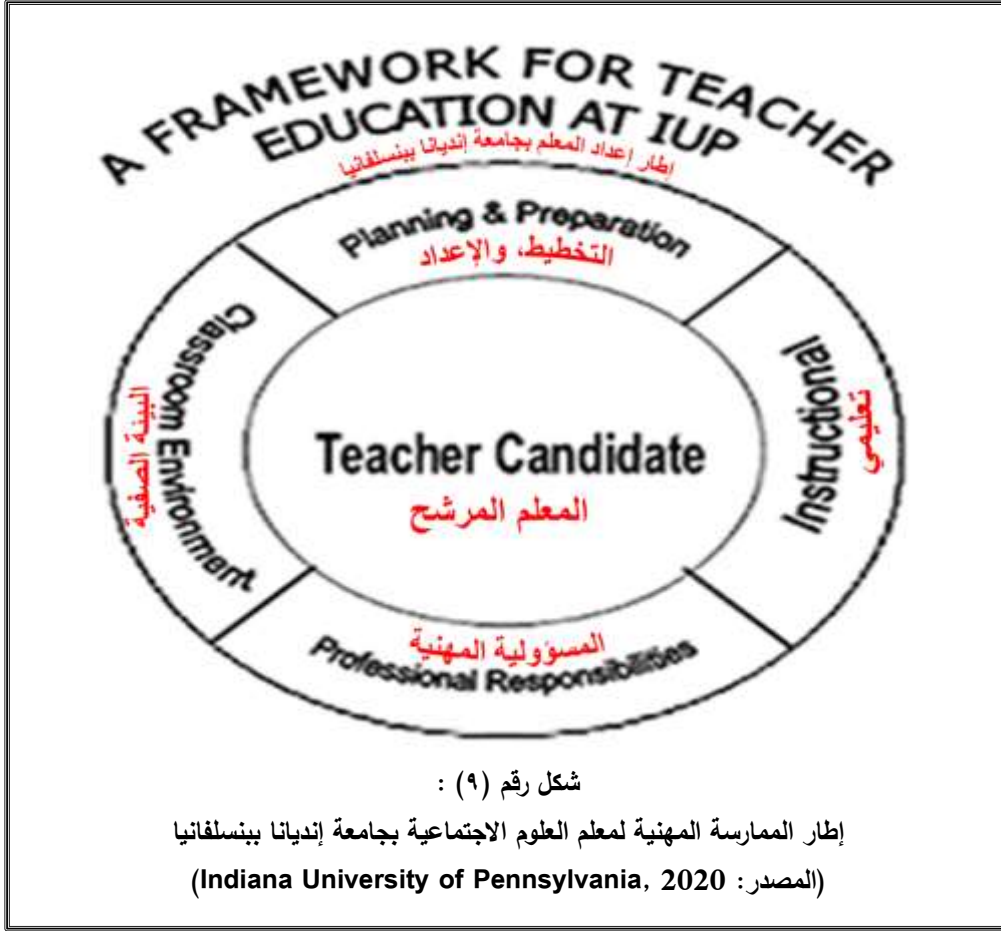 A FRAMEWORK FOR TEACHER
EDUCATION AT IUP
إطار إعداد المعلم بجامعة إنديانا ببنسلفانيا
Planning & Preparation
التخطيط، والإعداد
Classroom Environment
البيئة الصفية
Instructional
تعليمي
Teacher Candidate
المعلم المرشح
المسؤولية المهنية
Professional Responsibilities
شكل رقم (٩) :
إطار الممارسة المهنية لمعلم العلوم الاجتماعية بجامعة إنديانا ببنسلفانيا
(المصدر: Indiana University of Pennsylvania, 2020)